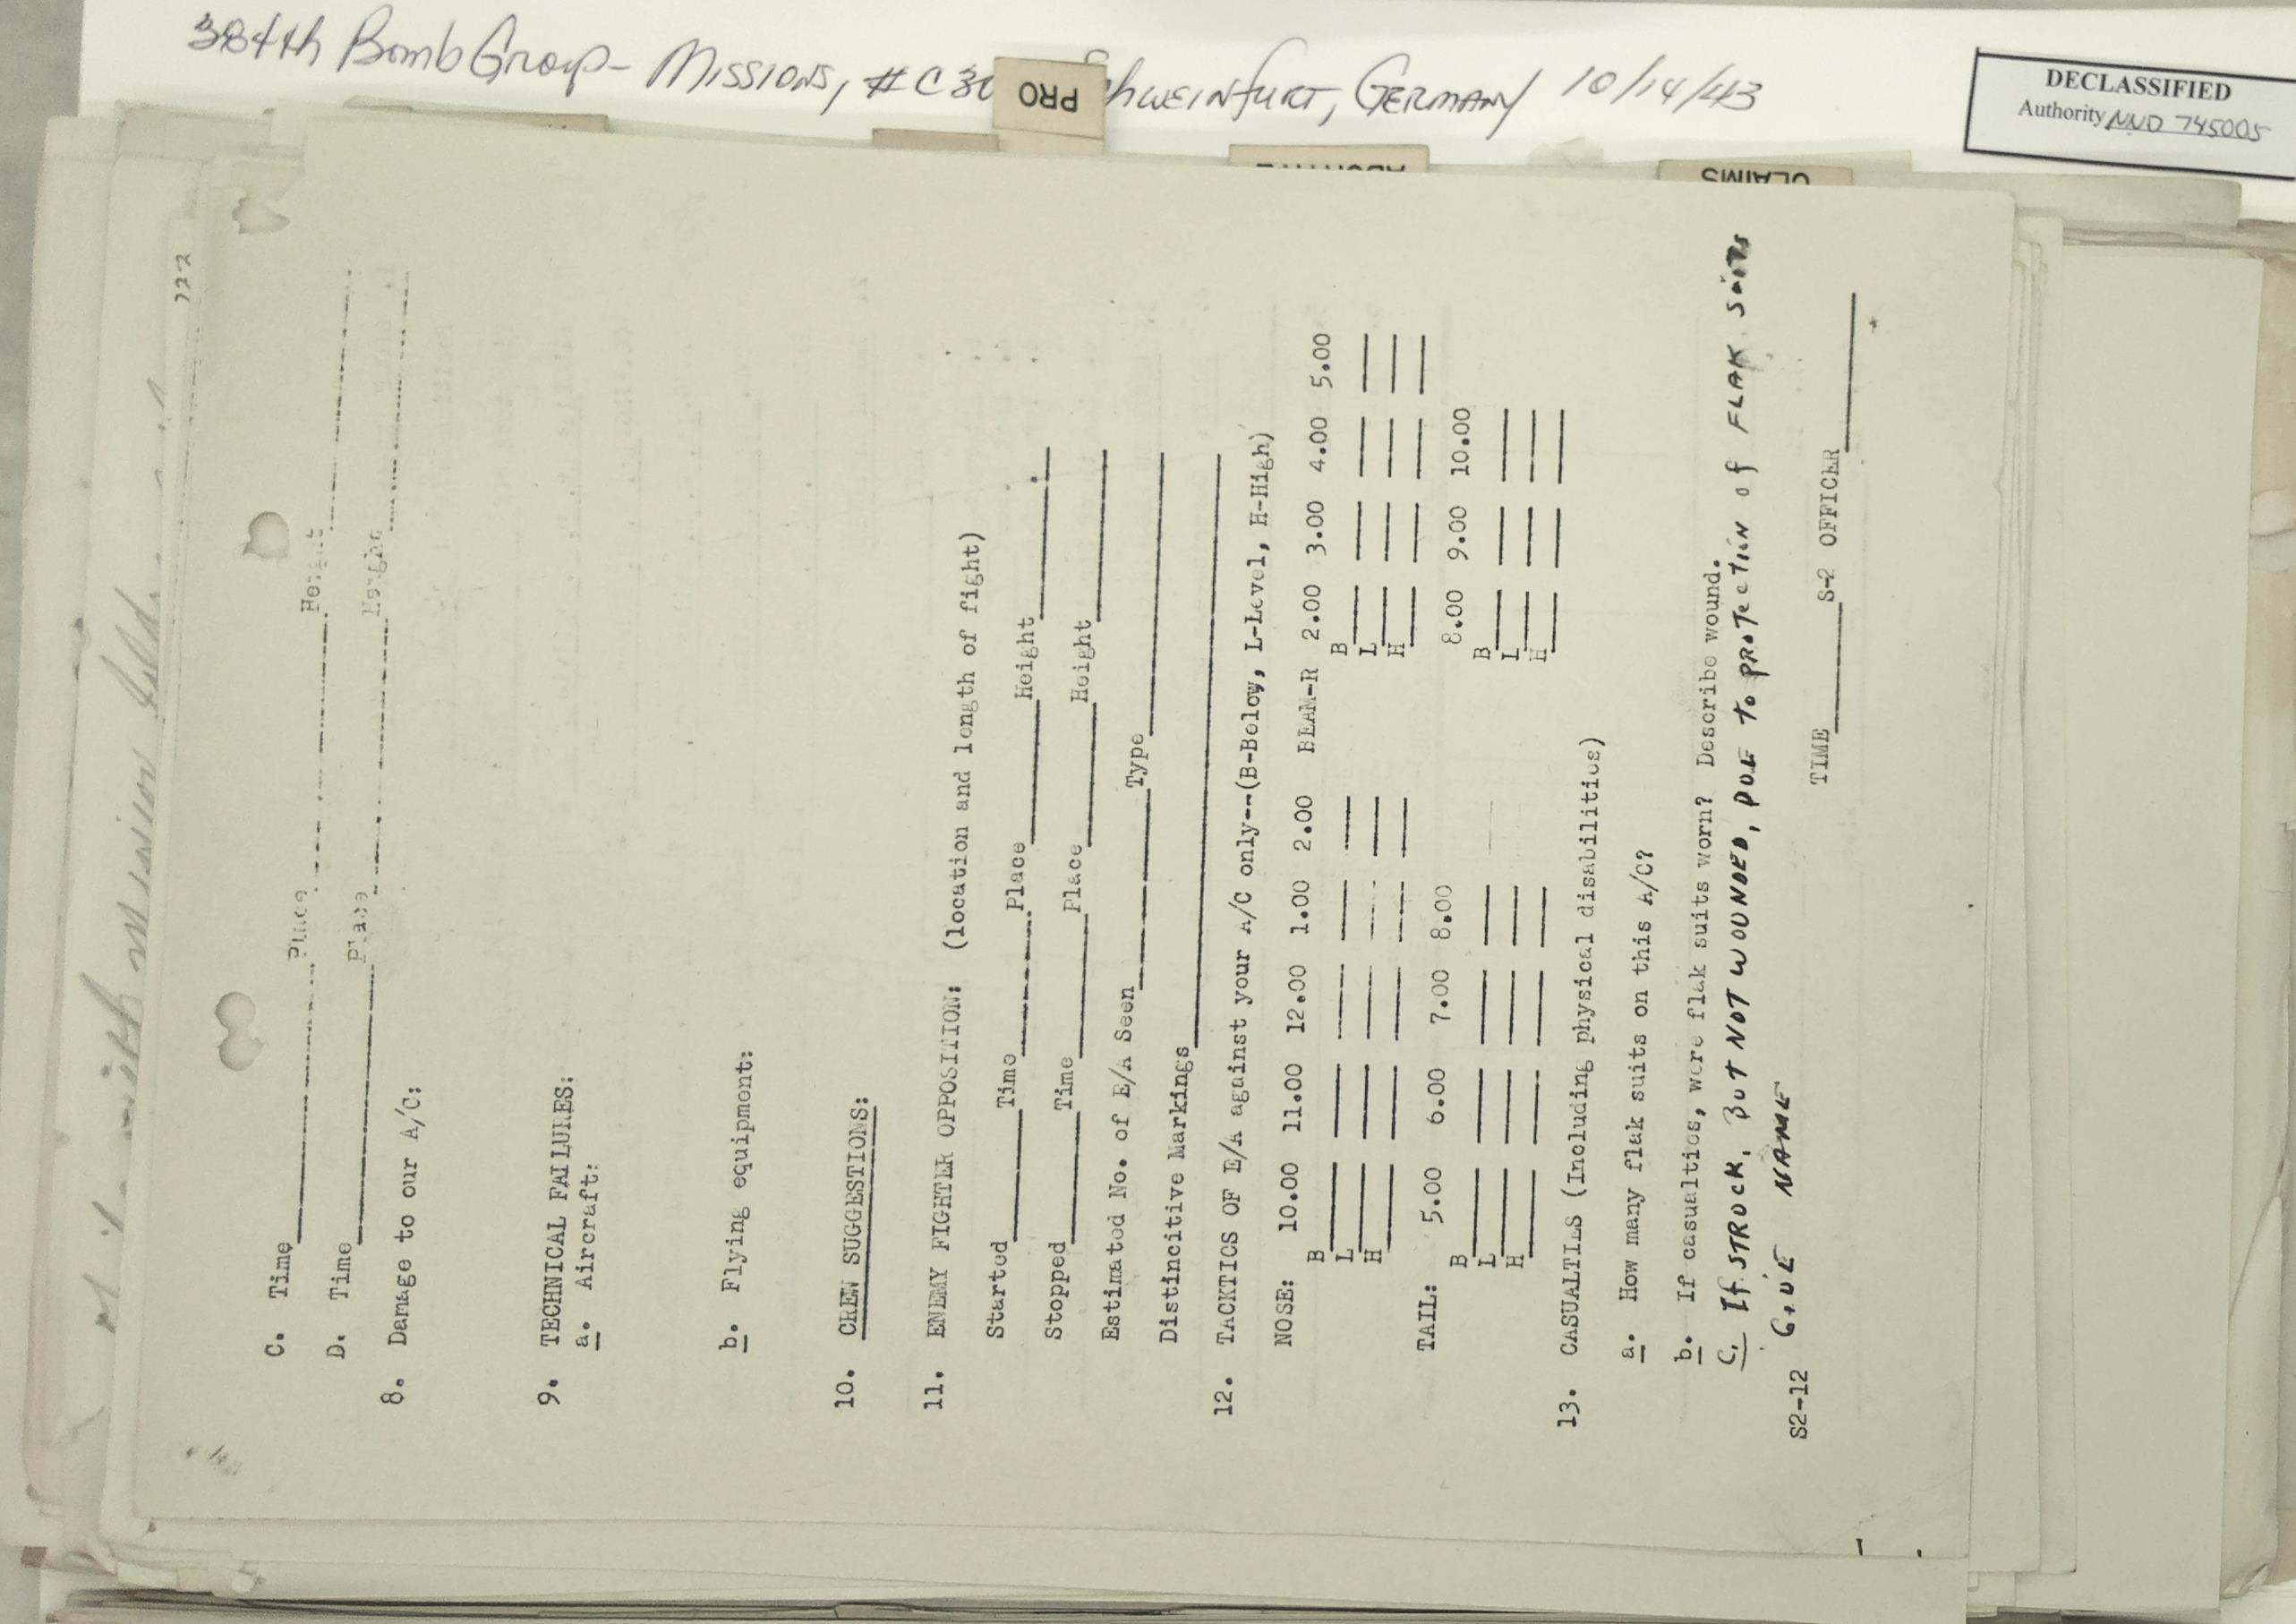 384th Bomb Group - Missions, #C30 Schweinfurt, Germany 10/14/43
DECLASSIFIED
Authority NND 745005
PRO
CLAIMS
722
C. Time Place Height
D. Time Place Height
8. Damage to our A/C:
9. TECHNICAL FAILURES:
a. Aircraft:
b. Flying equipment:
10. CREW SUGGESTIONS:
11. ENEMY FIGHTER OPPOSITION: (location and length of fight)
Started Time Place Height
Stopped Time Place Height
Estimated No. of E/A Seen Type
Distincitive Markings
12. TACKTICS OF E/A against your A/C only--(B-Below, L-Level, H-High)
NOSE: 10.00 11.00 12.00 1.00 2.00 BEAM-R 2.00 3.00 4.00 5.00
B B
L L
H H
TAIL: 5.00 6.00 7.00 8.00 8.00 9.00 10.00
B B
L L
H H
13. CASUALTIES (Including physical disabilities)
a. How many flak suits on this A/C?
b. If casualties, were flak suits worn? Describe wound.
C. If STRUCK, BUT NOT WOUNDED, DUE TO PROTECTION of FLAK SUITS
GIVE NAME
S2-12 TIME S-2 OFFICER